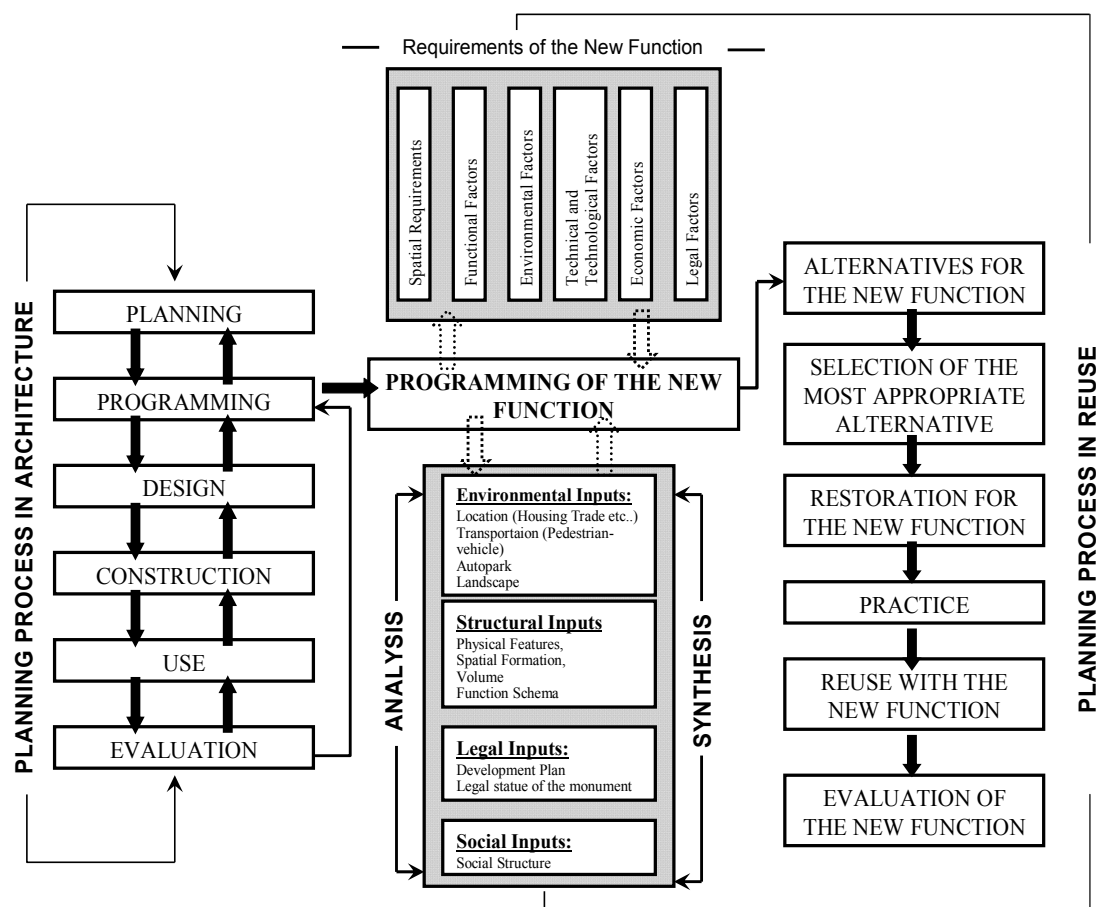 Requirements of the New Function
Spatial Requirements
Functional Factors
Environmental Factors
Technical and
Technological Factors
Economic Factors
Legal Factors
PLANNING PROCESS IN ARCHITECTURE
PLANNING
PROGRAMMING
DESIGN
CONSTRUCTION
USE
EVALUATION
PROGRAMMING OF THE NEW
FUNCTION
ANALYSIS
Environmental Inputs:
Location (Housing Trade etc..)
Transportaion (Pedestrian-
vehicle)
Autopark
Landscape
Structural Inputs
Physical Features,
Spatial Formation,
Volume
Function Schema
Legal Inputs:
Development Plan
Legal statue of the monument
Social Inputs:
Social Structure
SYNTHESIS
ALTERNATIVES FOR
THE NEW FUNCTION
SELECTION OF THE
MOST APPROPRIATE
ALTERNATIVE
RESTORATION FOR
THE NEW FUNCTION
PRACTICE
REUSE WITH THE
NEW FUNCTION
EVALUATION OF
THE NEW FUNCTION
PLANNING PROCESS IN REUSE